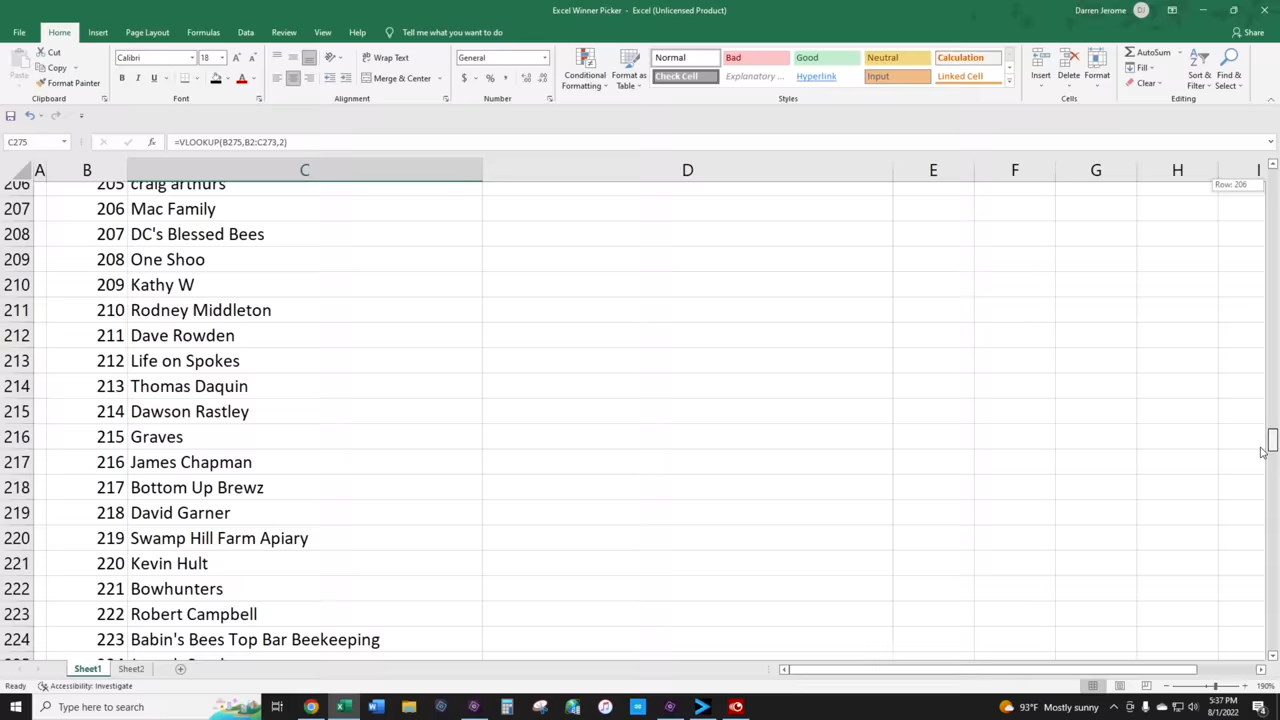 Excel Winner Picker - Excel (Unlicensed Product)
Darren Jerome
DJ
File Home Insert Page Layout Formulas Data Review View Help Tell me what you want to do
Share
Paste
Cut
Copy
Format Painter
Clipboard
Calibri 18
B I U
Font
Wrap Text
Merge & Center
Alignment
General
$ % ,
Number
Conditional Formatting
Format as Table
Normal Bad Good Neutral Calculation
Check Cell Explanatory ... Hyperlink Input Linked Cell
Styles
Insert Delete Format
Cells
AutoSum
Fill
Clear
Sort & Filter
Find & Select
Editing
C275 fx =VLOOKUP(B275,B2:C273,2)
A B C D E F G H I
Row: 206
206 205 craig arthurs
207 206 Mac Family
208 207 DC's Blessed Bees
209 208 One Shoo
210 209 Kathy W
211 210 Rodney Middleton
212 211 Dave Rowden
213 212 Life on Spokes
214 213 Thomas Daquin
215 214 Dawson Rastley
216 215 Graves
217 216 James Chapman
218 217 Bottom Up Brewz
219 218 David Garner
220 219 Swamp Hill Farm Apiary
221 220 Kevin Hult
222 221 Bowhunters
223 222 Robert Campbell
224 223 Babin's Bees Top Bar Beekeeping
Sheet1 Sheet2
Ready Accessibility: Investigate
190%
Type here to search
93°F Mostly sunny
5:37 PM
8/1/2022